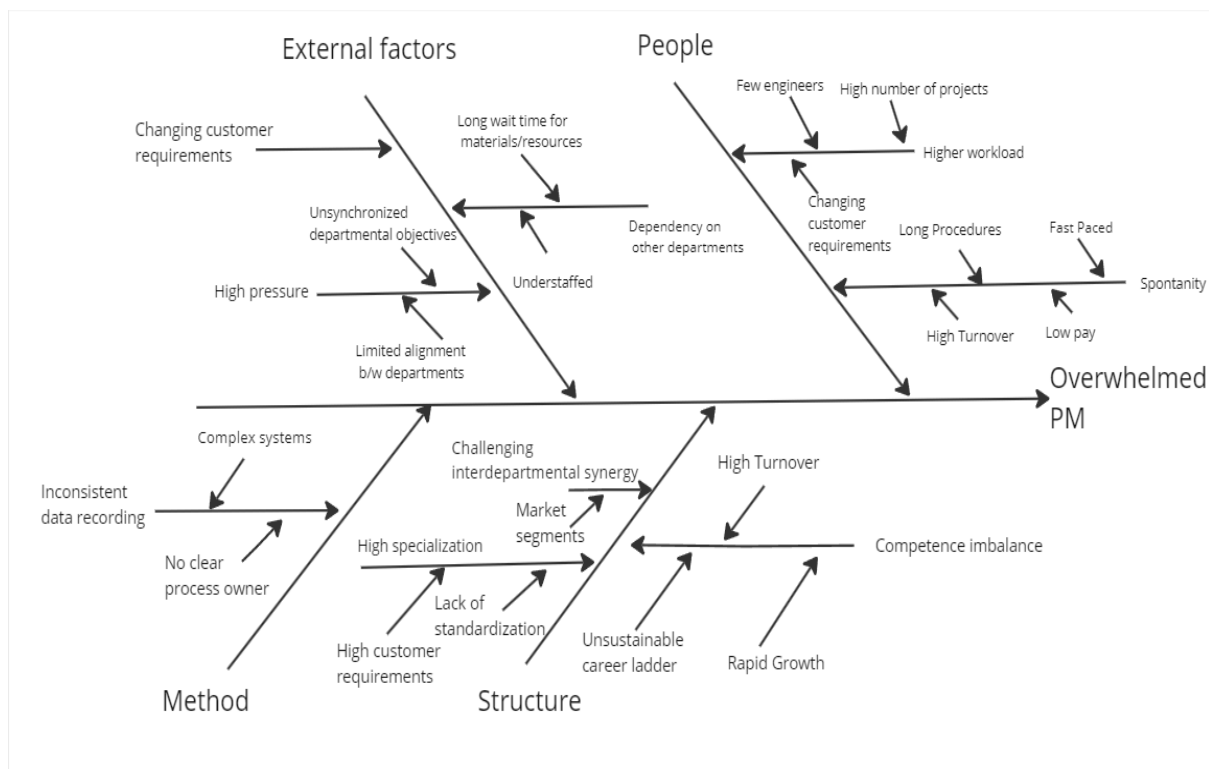 External factors
People
Few engineers
High number of projects
Changing customer
requirements
Long wait time for
materials/resources
Higher workload
Changing
customer
requirements
Unsynchronized
departmental objectives
Dependency on
other departments
Long Procedures
Fast Paced
High pressure
Understaffed
Spontanity
Limited alignment
b/w departments
High Turnover
Low pay
Overwhelmed
PM
Complex systems
Challenging
interdepartmental synergy
High Turnover
Inconsistent
data recording
Market
segments
No clear
process owner
High specialization
Competence imbalance
Lack of
standardization
High customer
requirements
Unsustainable
career ladder
Rapid Growth
Method
Structure